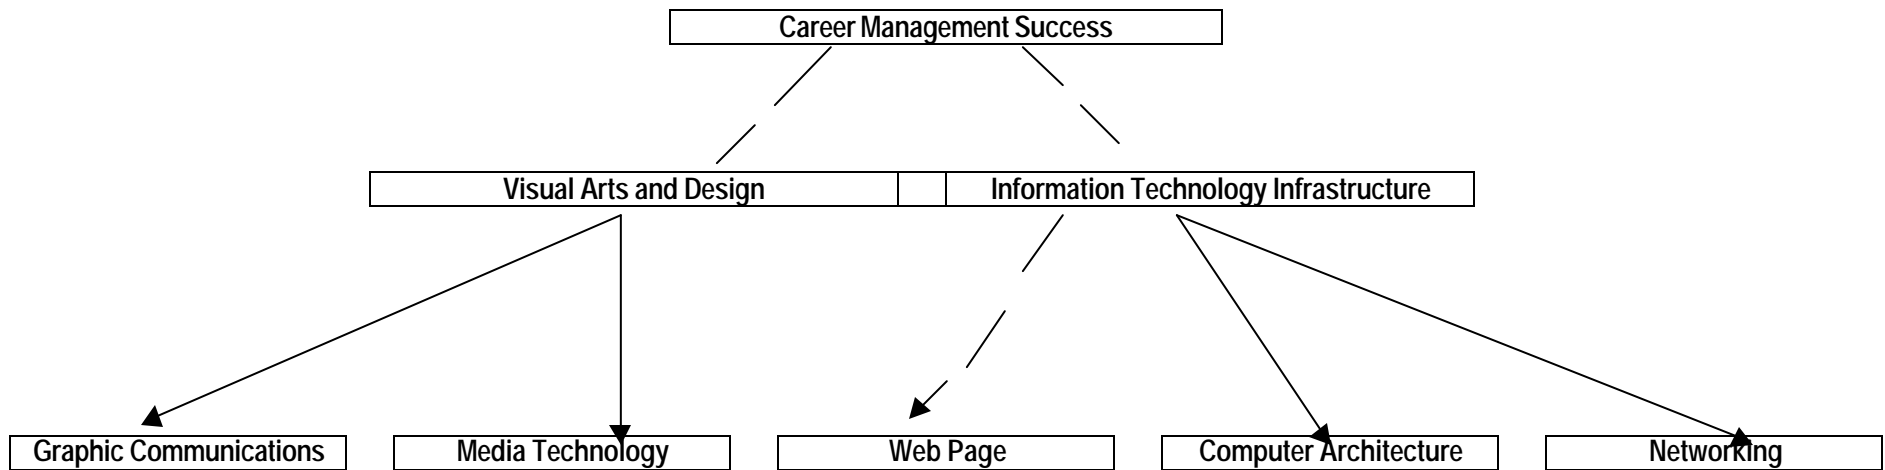 Career Management Success
Visual Arts and Design
Information Technology Infrastructure
Graphic Communications
Media Technology
Web Page
Computer Architecture
Networking